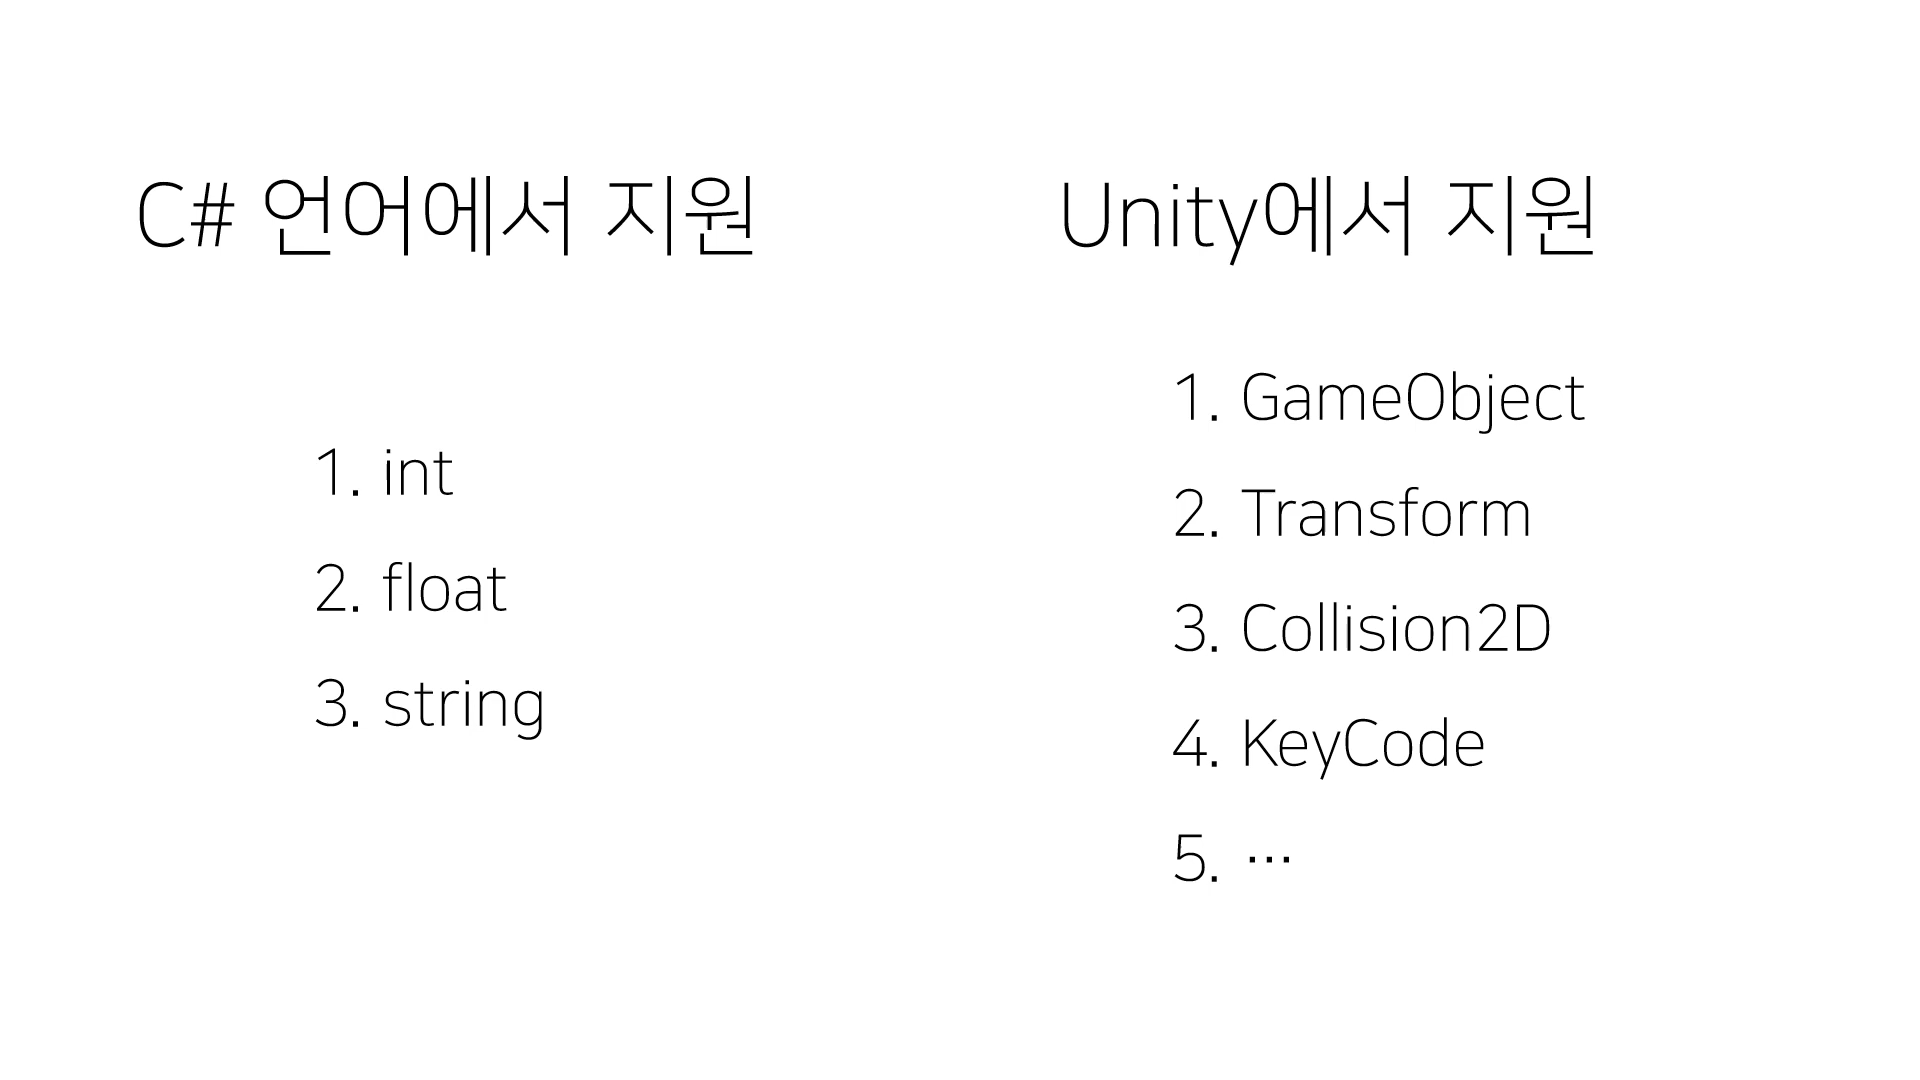 C# 언어에서 지원
1. int
2. float
3. string
Unity에서 지원
1. GameObject
2. Transform
3. Collision2D
4. KeyCode
5. …